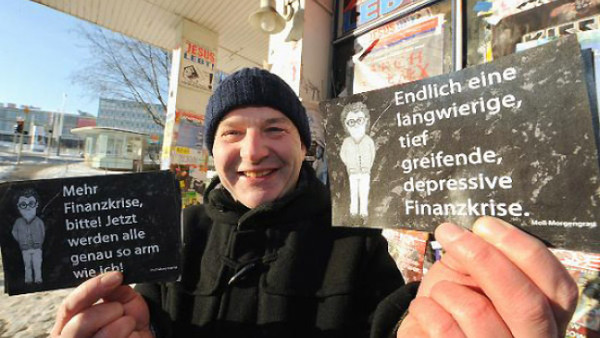 JESUS
LEBT!
Mehr
Finanzkrise,
bitte! Jetzt
werden alle
genau so arm
wie ich!
Endlich eine
langwierige,
tief
greifende,
depressive
Finanzkrise.
Moff Morgengrau